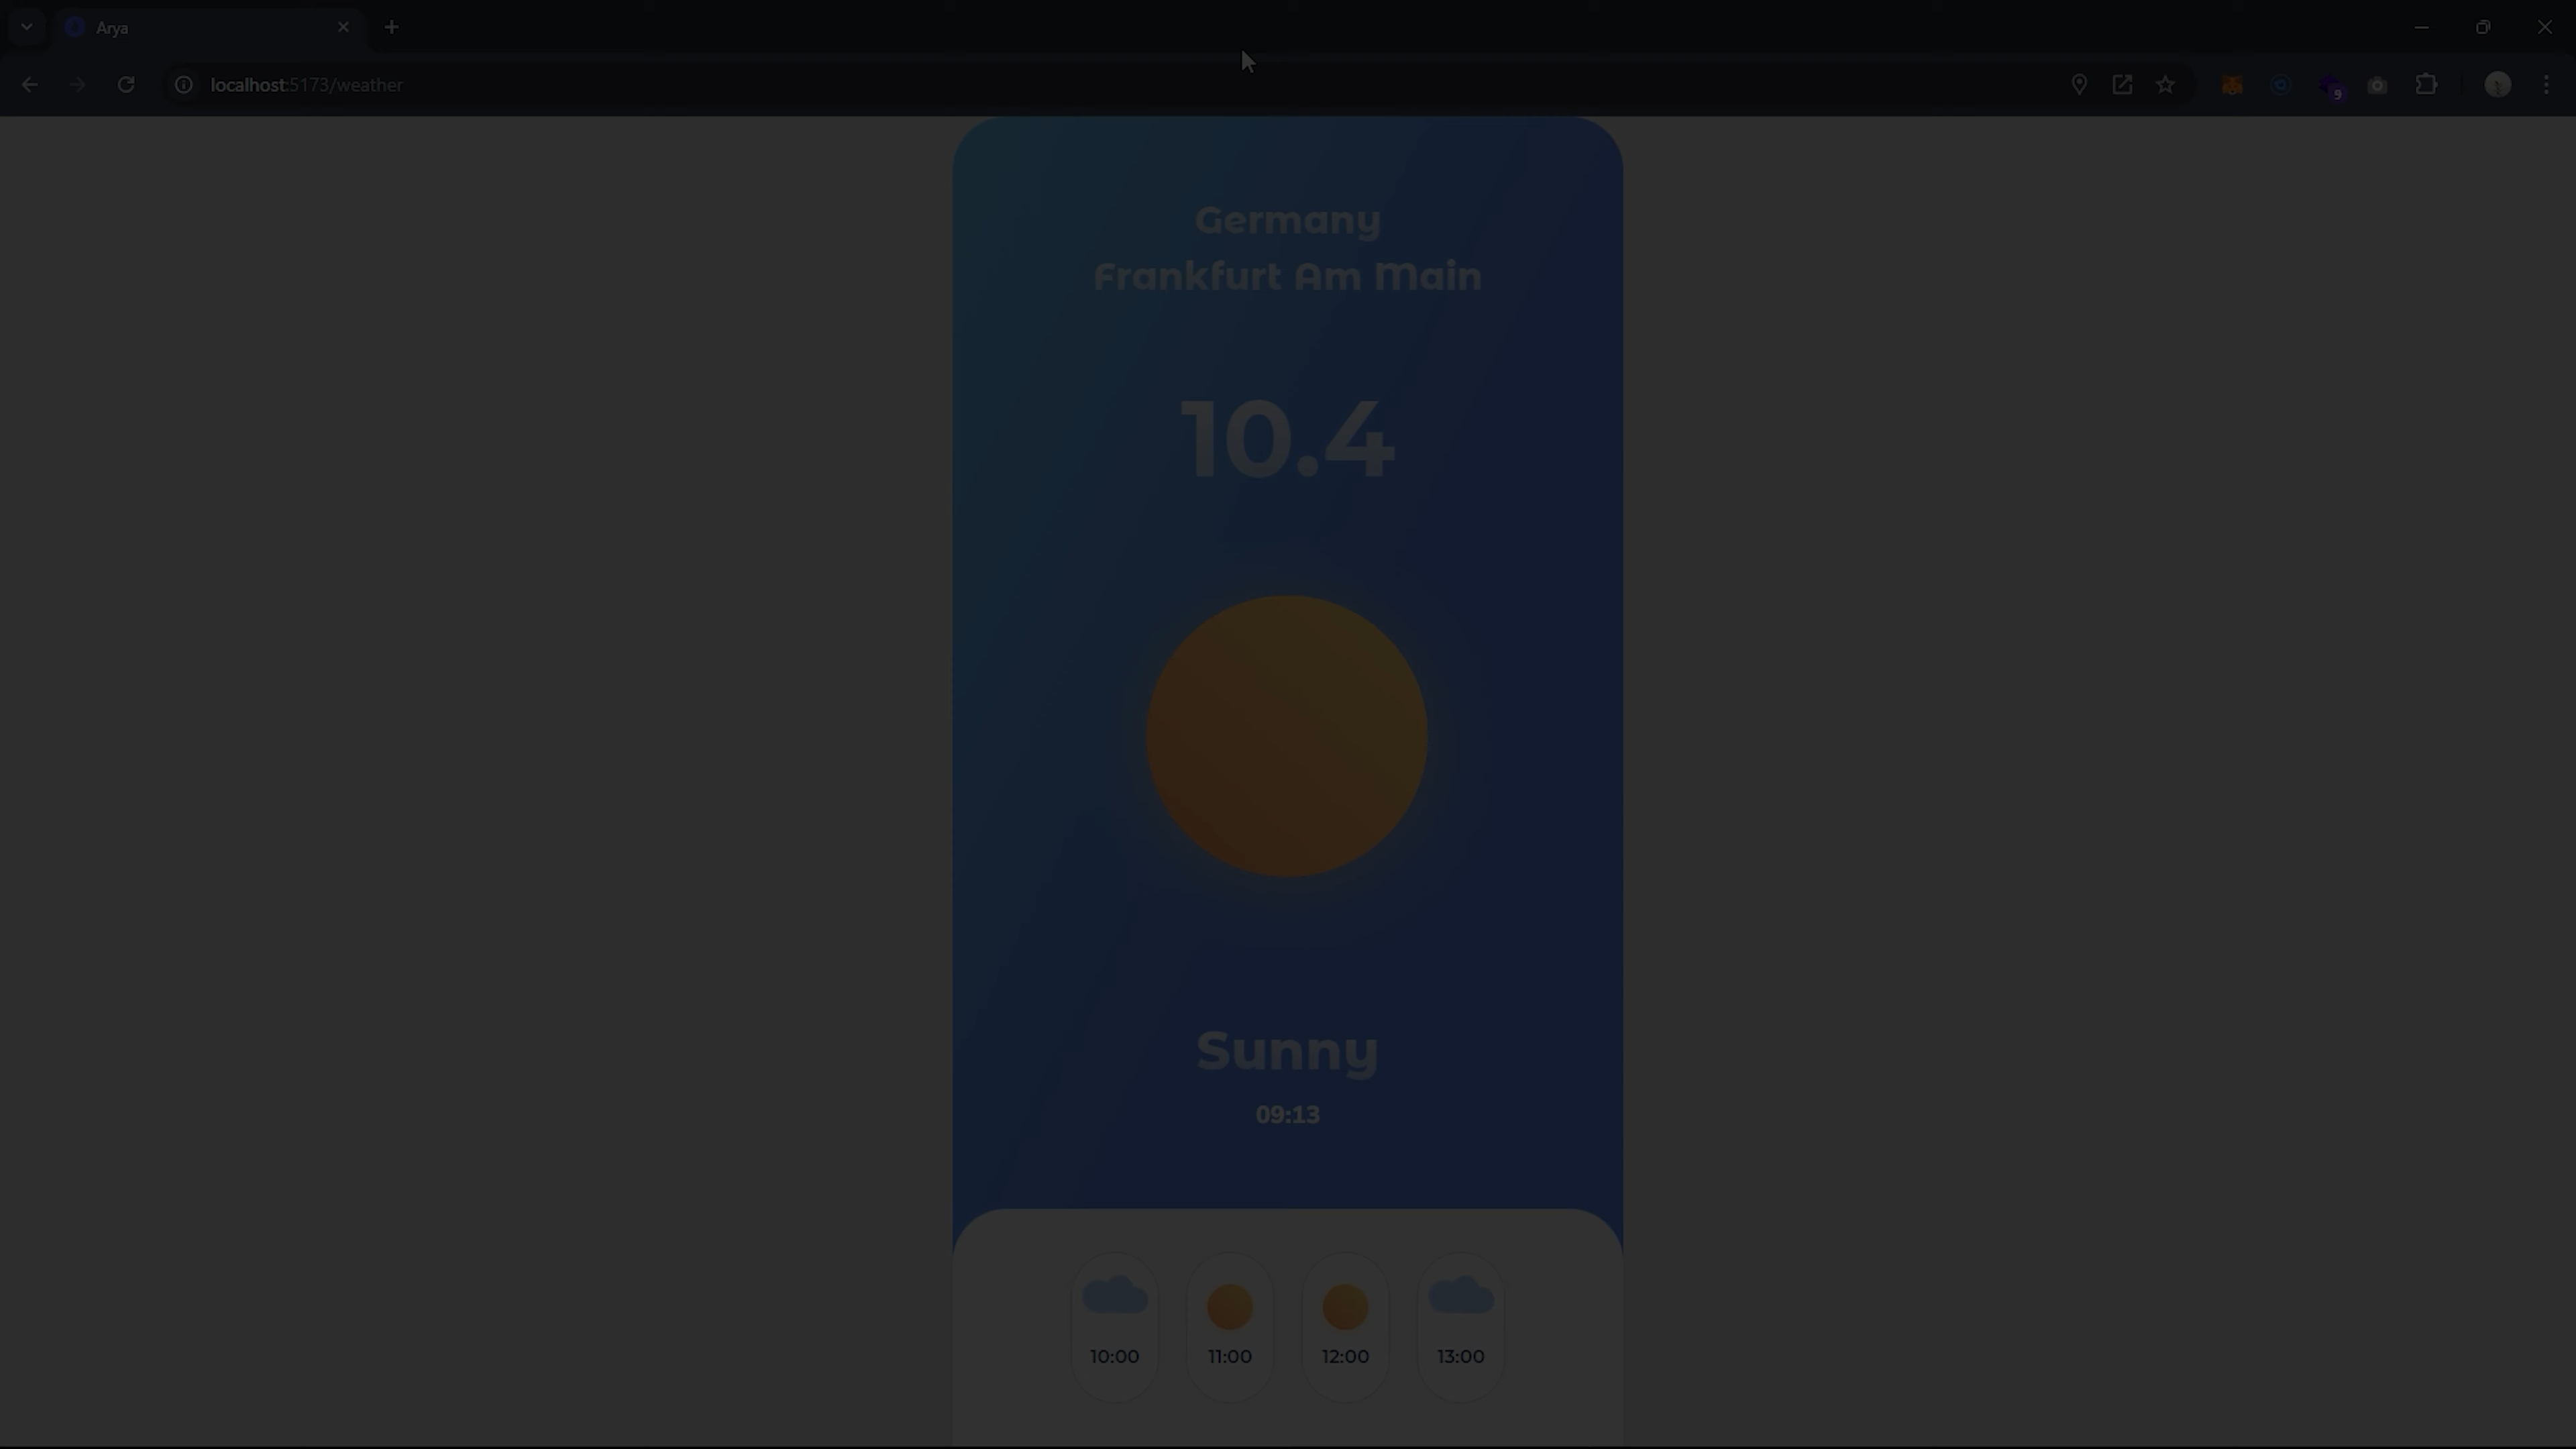 Arya
localhost:5173/weather
9
Germany
Frankfurt Am Main
10.4
Sunny
09:13
10:00 11:00 12:00 13:00